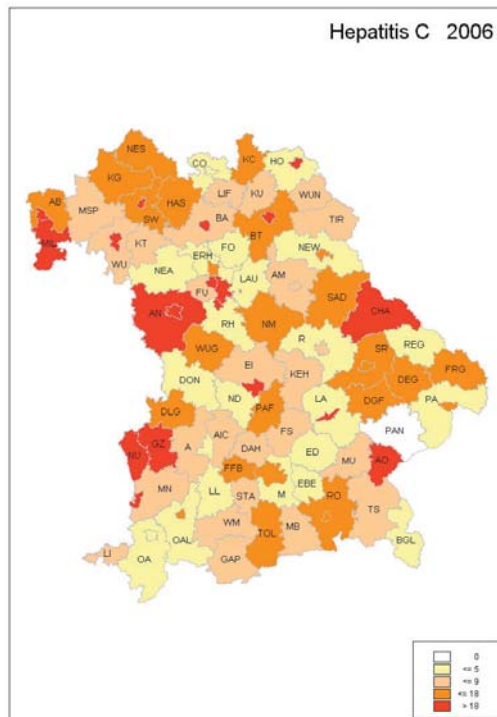 Hepatitis C 2006
NES
CO
KC
HO
KG
AB
HAS
LIF
KU
WUN
MSP
SW
BA
TIR
MIL
KT
BT
WU
FO
NEW
NEA
ERH
LAU
AM
FU
AN
SAD
CHA
RH
NM
R
REG
WUG
SR
FRG
EI
KEH
DEG
DON
ND
PA
LA
DGF
DLG
PAF
PAN
AIC
FS
NU
GZ
A
DAH
ED
MU
AO
FFB
MN
LL
EBE
STA
M
RO
TS
WM
OAL
TOL
MB
LI
OA
GAP
BGL
0
<= 5
<= 9
<= 18
> 18